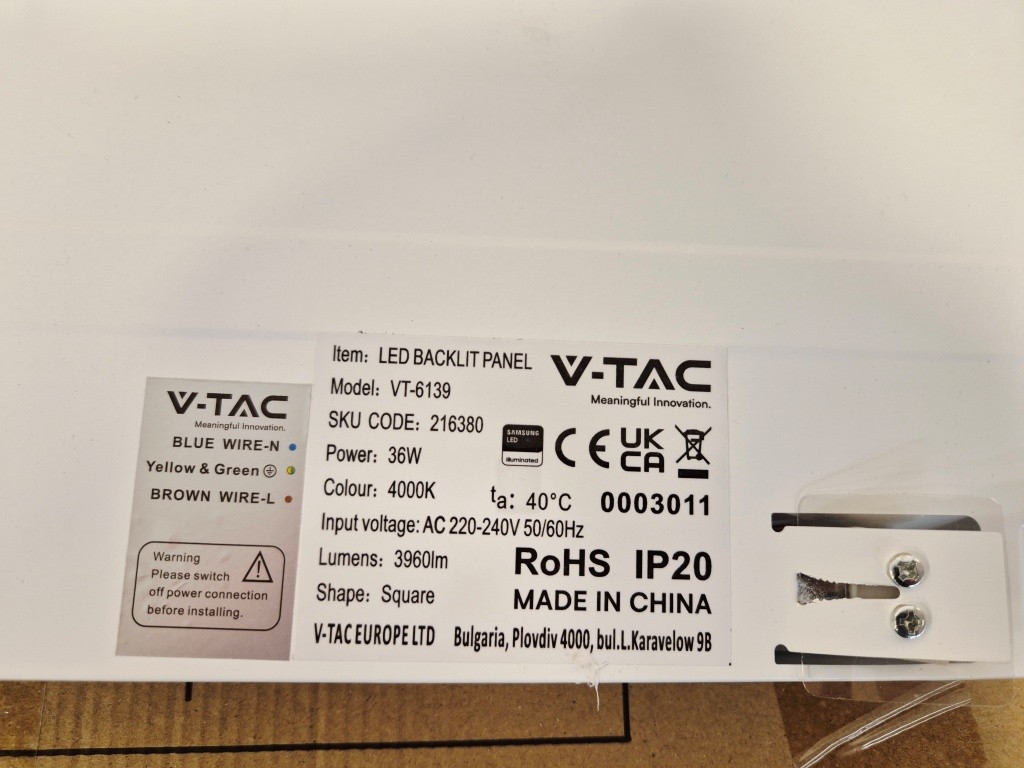 V-TAC
Meaningful Innovation.
BLUE WIRE-N
Yellow & Green
BROWN WIRE-L
Warning
Please switch
off power connection
before installing.
Item: LED BACKLIT PANEL
Model: VT-6139
SKU CODE: 216380
Power: 36W
Colour: 4000K
Input voltage: AC 220-240V 50/60Hz
Lumens: 3960lm
Shape: Square
V-TAC
Meaningful Innovation.
SAMSUNG
LED
illuminated
CE
UK
CA
ta: 40°C 0003011
RoHS IP20
MADE IN CHINA
V-TAC EUROPE LTD Bulgaria, Plovdiv 4000, bul.L.Karavelow 9B